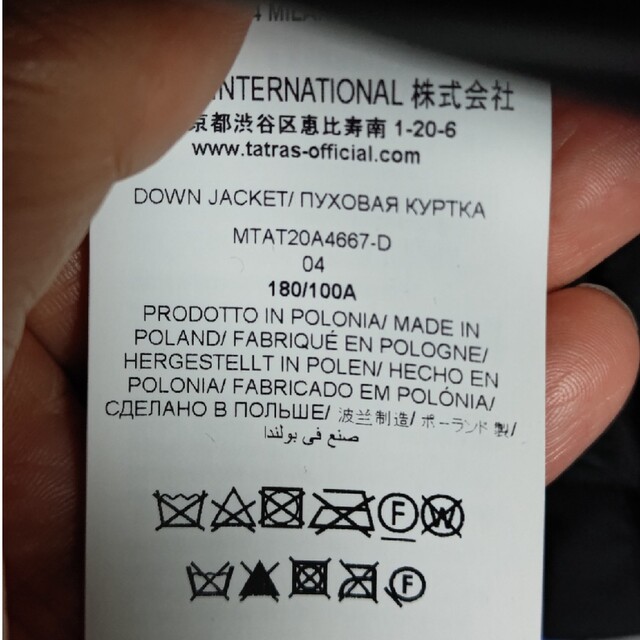 INTERNATIONAL 株式会社
京都渋谷区恵比寿南 1-20-6
www.tatras-official.com
DOWN JACKET/ ПУХОВАЯ КУРТКА
MTAT20A4667-D
04
180/100A
PRODOTTO IN POLONIA/ MADE IN
POLAND/ FABRIQUÉ EN POLOGNE/
HERGESTELLT IN POLEN/ HECHO EN
POLONIA/ FABRICADO EM POLÓNIA/
СДЕЛАНО В ПОЛЬШЕ/ 波兰制造/ ポーランド 製/
صنع في بولندا
F W
F